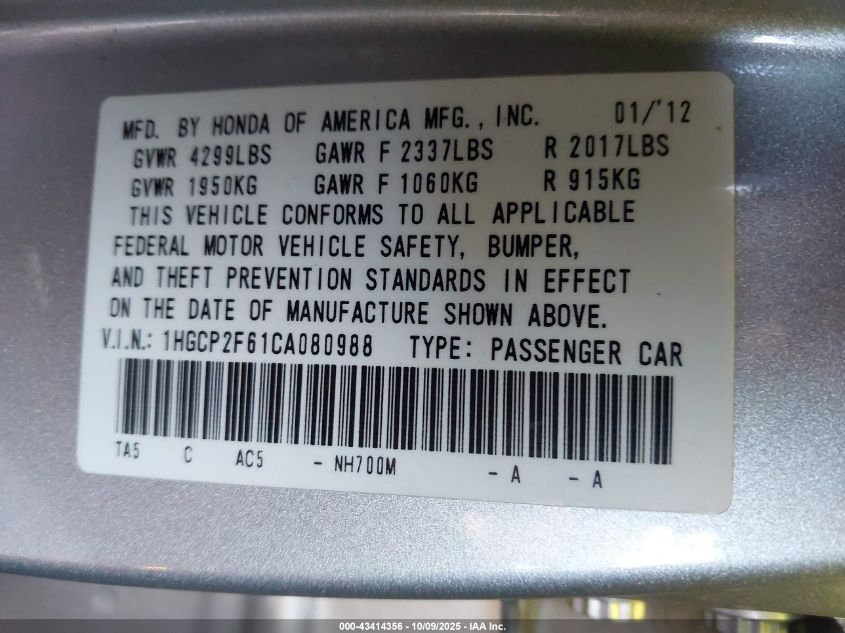 MFD. BY HONDA OF AMERICA MFG., INC. 01/'12
GVWR 4299LBS GAWR F 2337LBS R 2017LBS
GVWR 1950KG GAWR F 1060KG R 915KG
THIS VEHICLE CONFORMS TO ALL APPLICABLE
FEDERAL MOTOR VEHICLE SAFETY, BUMPER,
AND THEFT PREVENTION STANDARDS IN EFFECT
ON THE DATE OF MANUFACTURE SHOWN ABOVE.
V.I.N.: 1HGCP2F61CA080988 TYPE: PASSENGER CAR
TA5 C AC5 - NH700M - A - A
000-43414356 - 10/09/2025 - IAA Inc.